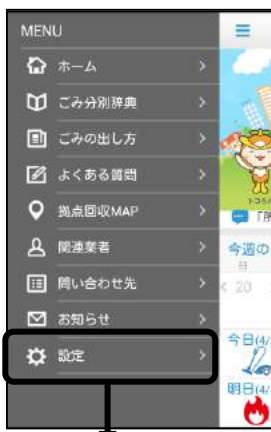 MENU
ホーム
ごみ分別辞典
ごみの出し方
よくある質問
拠点回収MAP
関連業者
問い合わせ先
お知らせ
設定
今週の
日
20
今日(4/
明日(4/